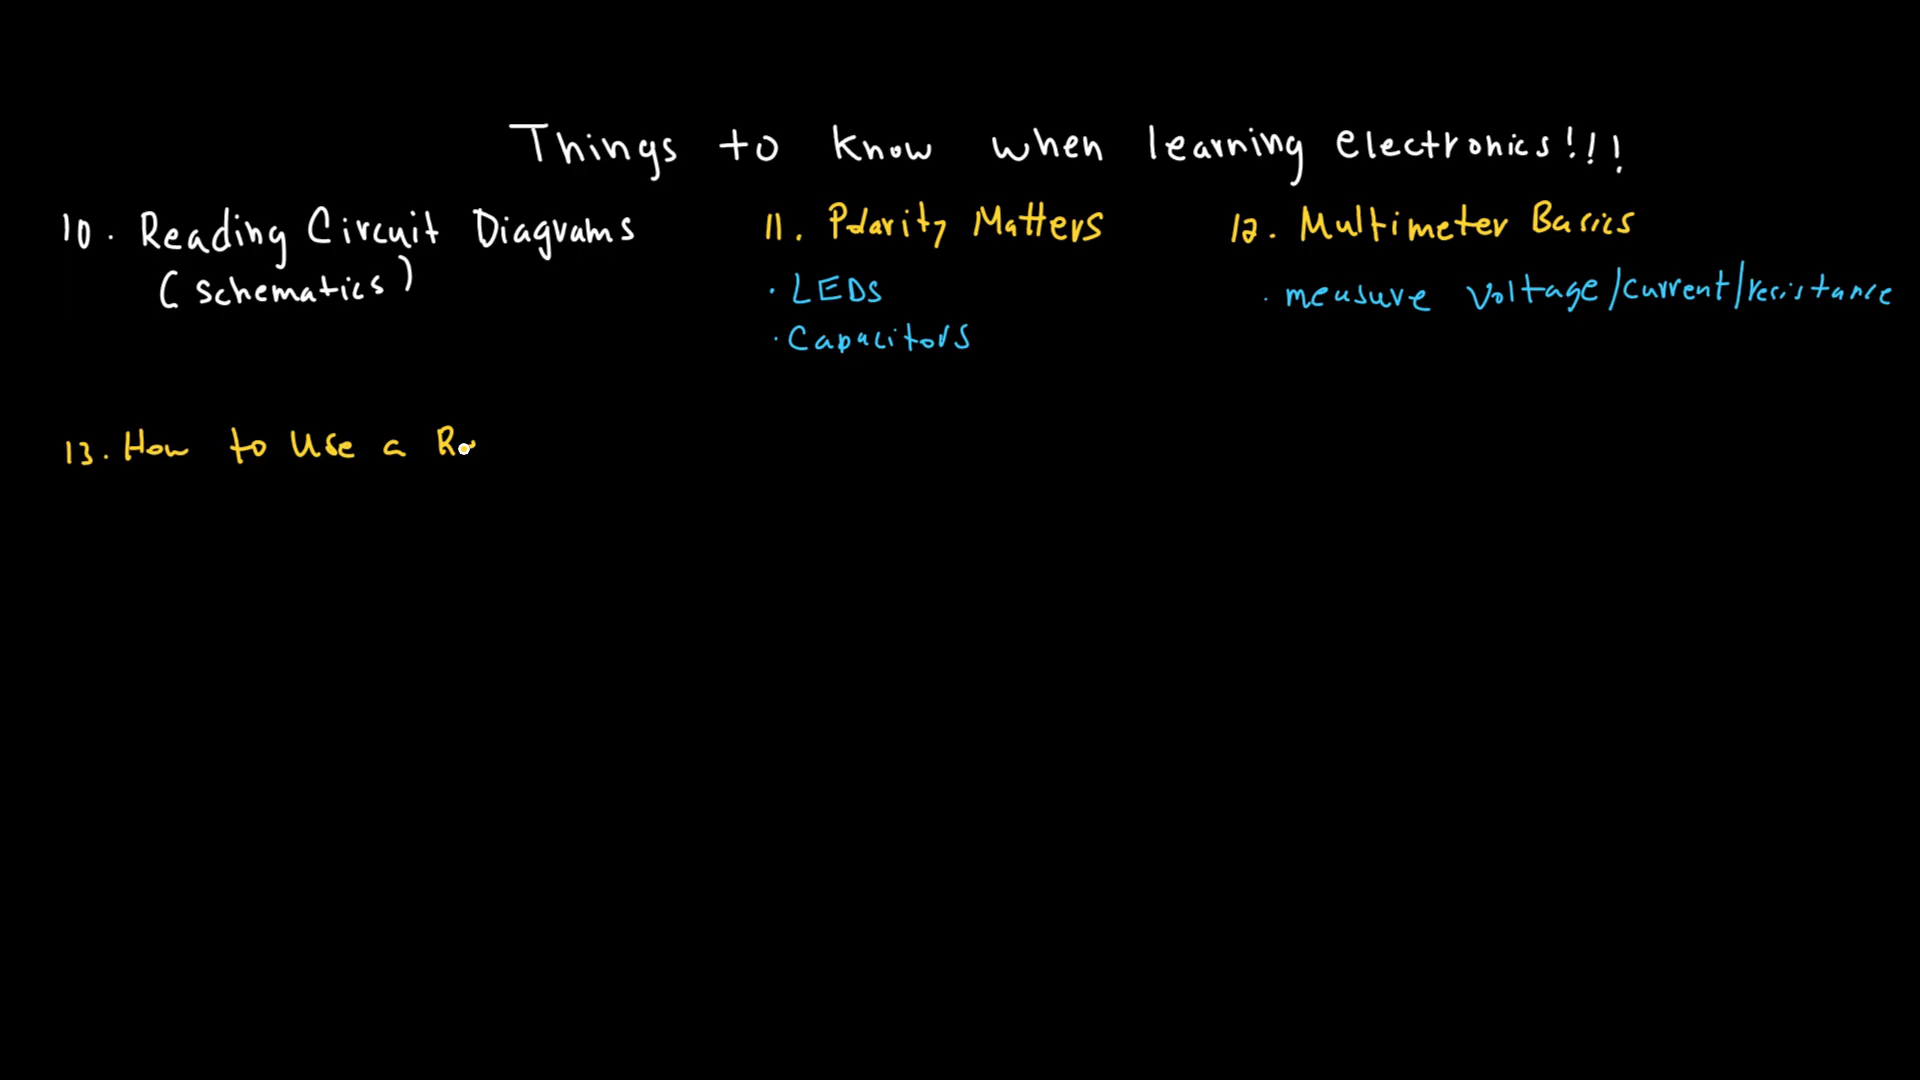 Things to know when learning electronics!!!
10. Reading Circuit Diagrams
(schematics)
11. Polarity Matters
· LEDs
· Capacitors
12. Multimeter Basics
· measure voltage/current/resistance
13. How to Use a